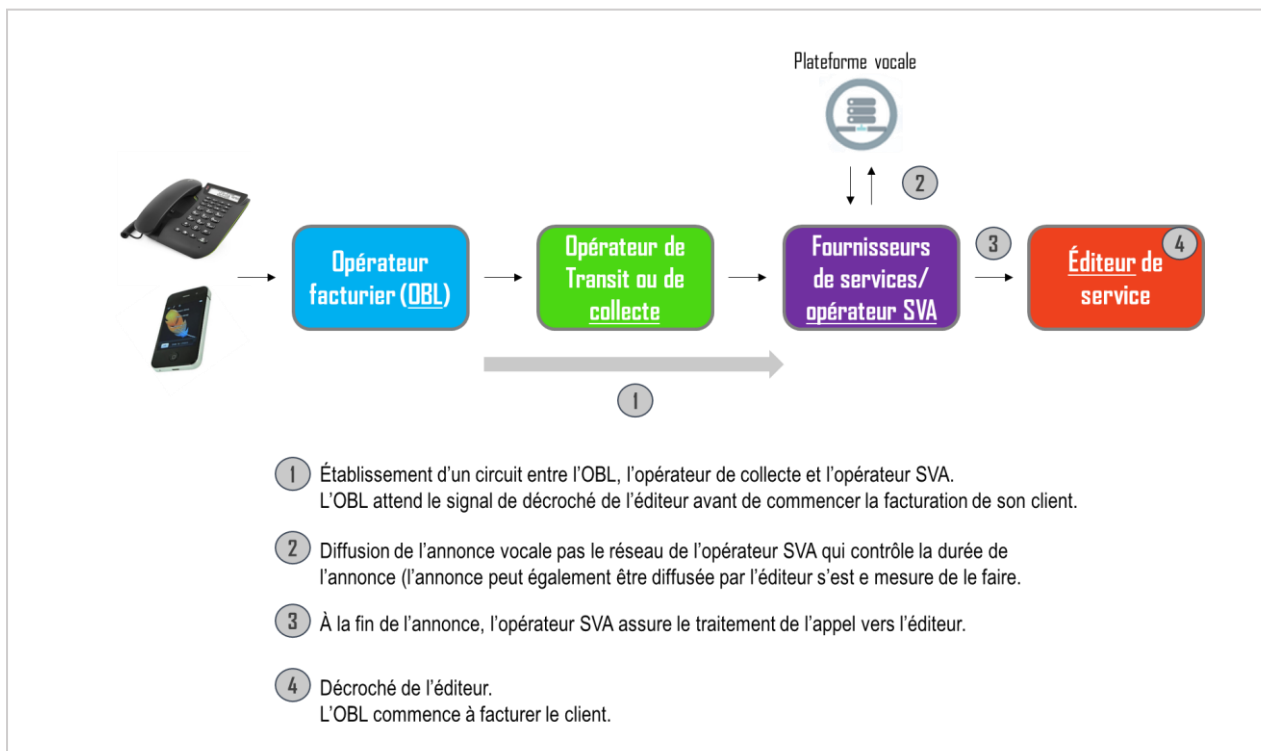 Plateforme vocale
2
Opérateur
facturier (OBL)
Opérateur de
Transit ou de
collecte
Fournisseurs
de services/
opérateur SVA
3
4
Éditeur de
service
1
1 Établissement d’un circuit entre l’OBL, l’opérateur de collecte et l’opérateur SVA.
L’OBL attend le signal de décroché de l’éditeur avant de commencer la facturation de son client.
2 Diffusion de l’annonce vocale pas le réseau de l’opérateur SVA qui contrôle la durée de
l’annonce (l’annonce peut également être diffusée par l’éditeur s’est e mesure de le faire.
3 À la fin de l’annonce, l’opérateur SVA assure le traitement de l’appel vers l’éditeur.
4 Décroché de l’éditeur.
L’OBL commence à facturer le client.